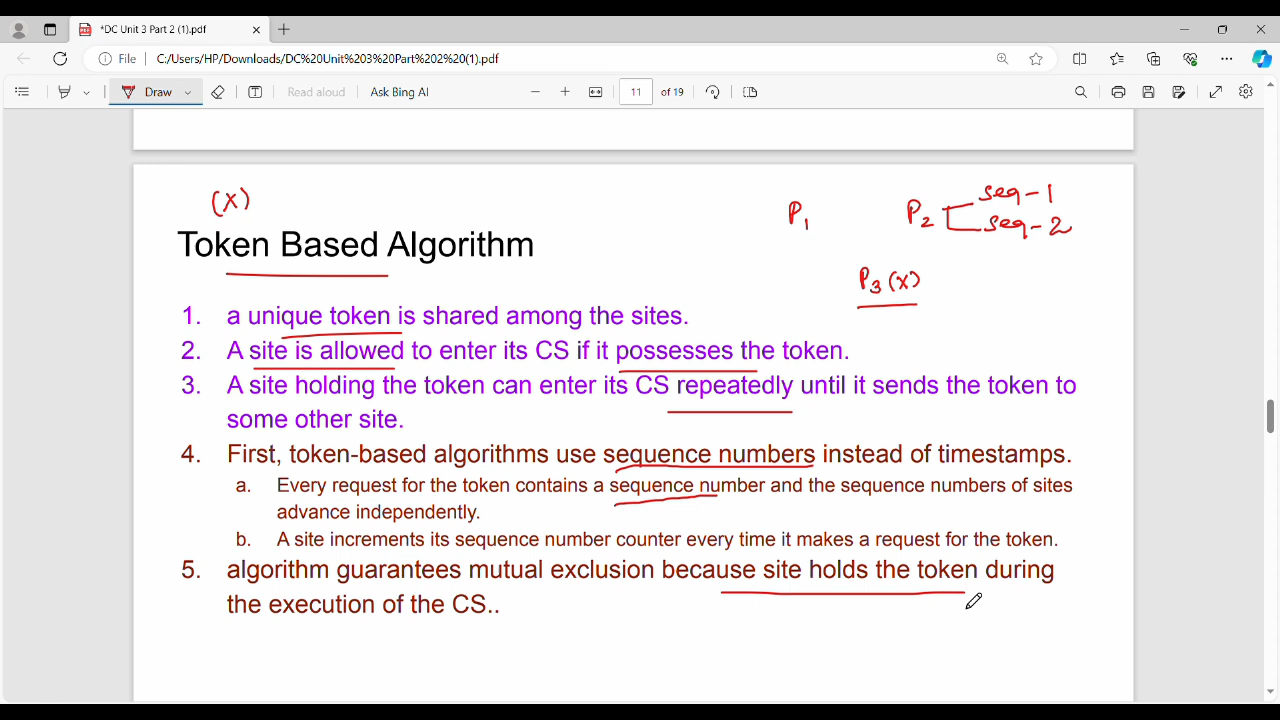 *DC Unit 3 Part 2 (1).pdf
File C:/Users/HP/Downloads/DC%20Unit%203%20Part%202%20(1).pdf
Draw Read aloud Ask Bing AI 11 of 19
(X)
P1 P2 seq-1
seq-2
Token Based Algorithm
P3 (X)
1. a unique token is shared among the sites.
2. A site is allowed to enter its CS if it possesses the token.
3. A site holding the token can enter its CS repeatedly until it sends the token to
some other site.
4. First, token-based algorithms use sequence numbers instead of timestamps.
a. Every request for the token contains a sequence number and the sequence numbers of sites
advance independently.
b. A site increments its sequence number counter every time it makes a request for the token.
5. algorithm guarantees mutual exclusion because site holds the token during
the execution of the CS..